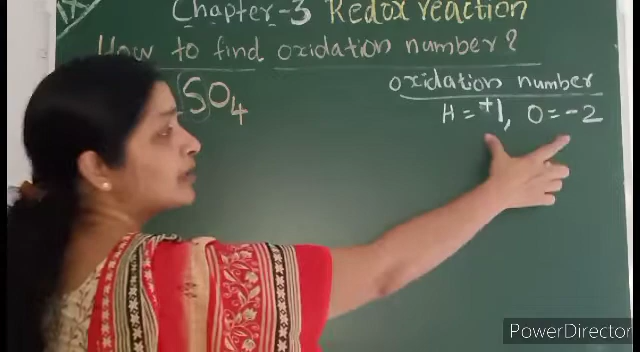 Chapter-3 Redox reaction
How to find oxidation number?
SO4
oxidation number
H = +1, O = -2
PowerDirector